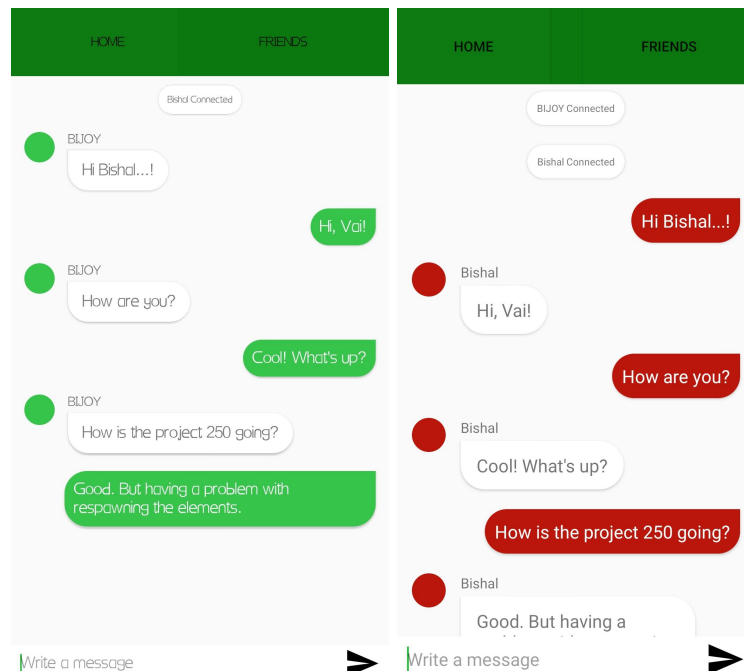 HOME
FRIENDS
Bishal Connected
BIJOY
Hi Bishal...!
Hi, Vai!
BIJOY
How are you?
Cool! What's up?
BIJOY
How is the project 250 going?
Good. But having a problem with
respawning the elements.
Write a message
HOME
FRIENDS
BIJOY Connected
Bishal Connected
Hi Bishal...!
Bishal
Hi, Vai!
How are you?
Bishal
Cool! What's up?
How is the project 250 going?
Bishal
Good. But having a
Write a message